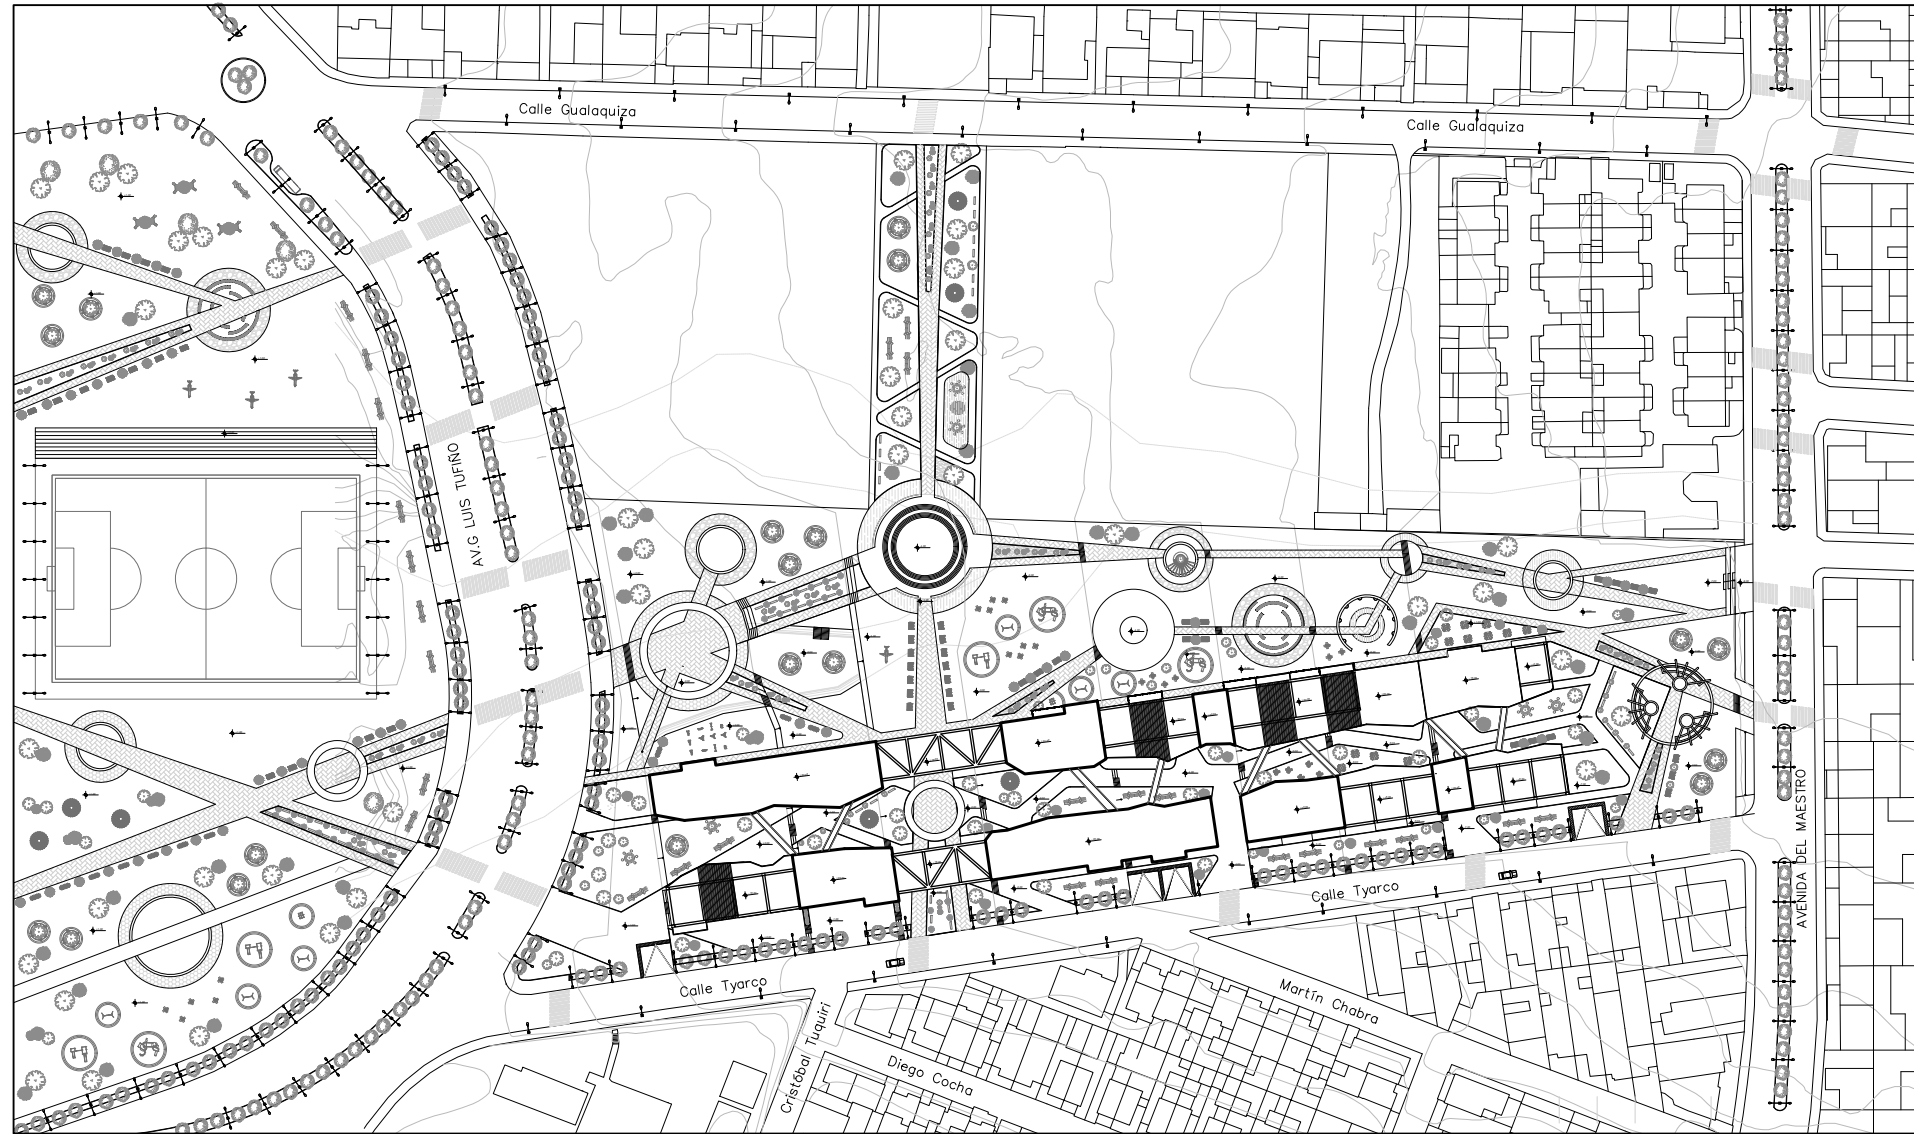 Calle Gualaquiza
Calle Gualaquiza
AV.G LUIS TUFIÑO
AVENIDA DEL MAESTRO
Calle Tyarco
Calle Tyarco
Martín Chabra
Cristóbal Tuquiri
Diego Cocha